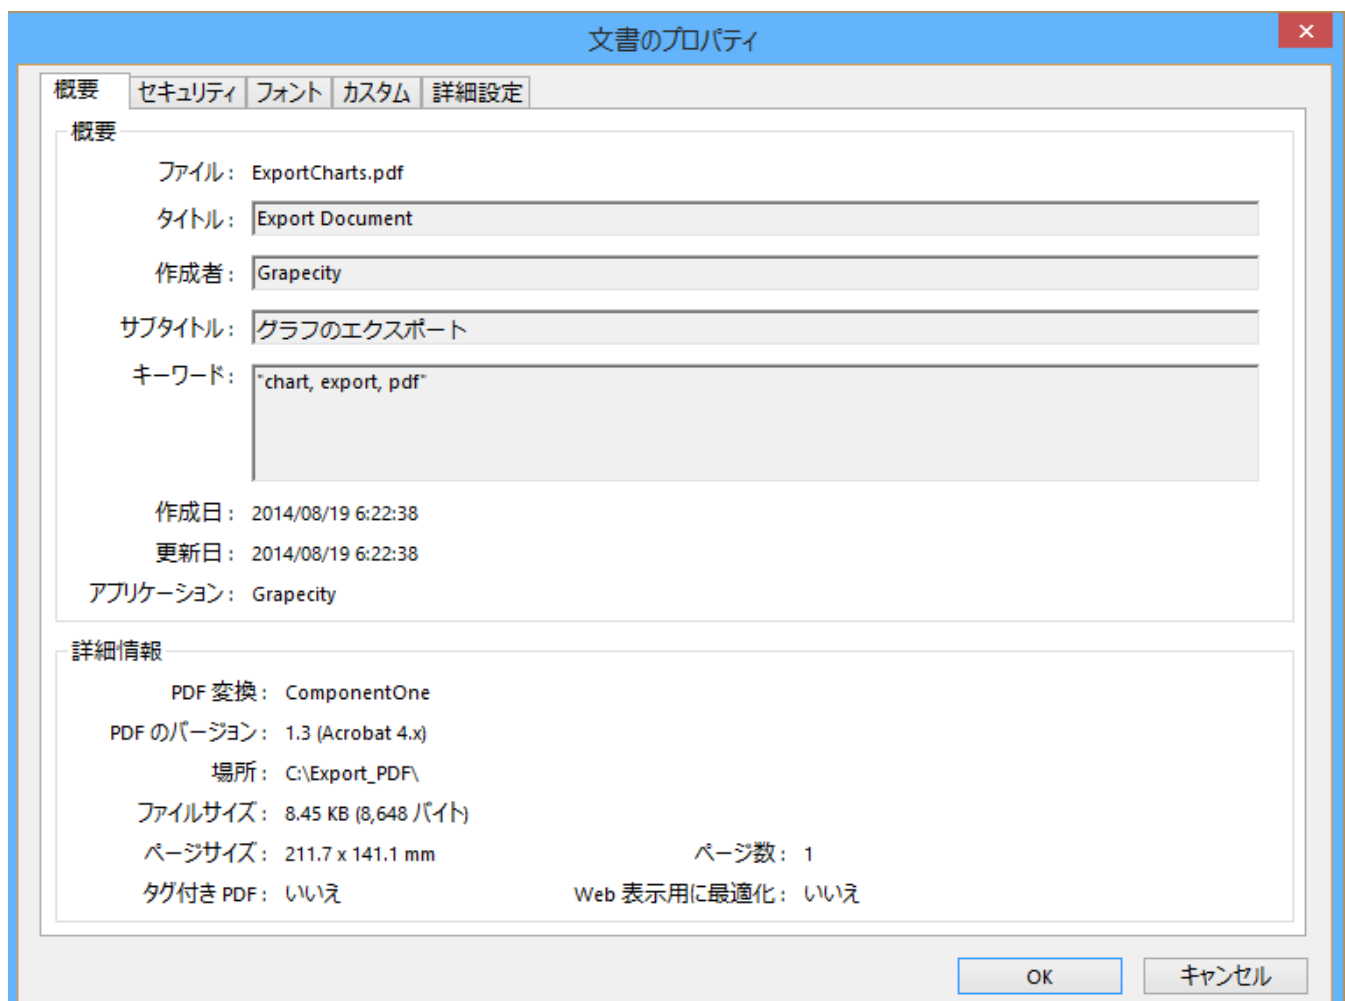 文書のプロパティ
概要 セキュリティ フォント カスタム 詳細設定
概要
ファイル： ExportCharts.pdf
タイトル： Export Document
作成者： Grapecity
サブタイトル： グラフのエクスポート
キーワード： "chart, export, pdf"
作成日： 2014/08/19 6:22:38
更新日： 2014/08/19 6:22:38
アプリケーション： Grapecity
詳細情報
PDF 変換： ComponentOne
PDF のバージョン： 1.3 (Acrobat 4.x)
場所： C:\Export_PDF\
ファイルサイズ： 8.45 KB (8,648 バイト)
ページサイズ： 211.7 x 141.1 mm ページ数： 1
タグ付き PDF： いいえ Web 表示用に最適化： いいえ
OK キャンセル